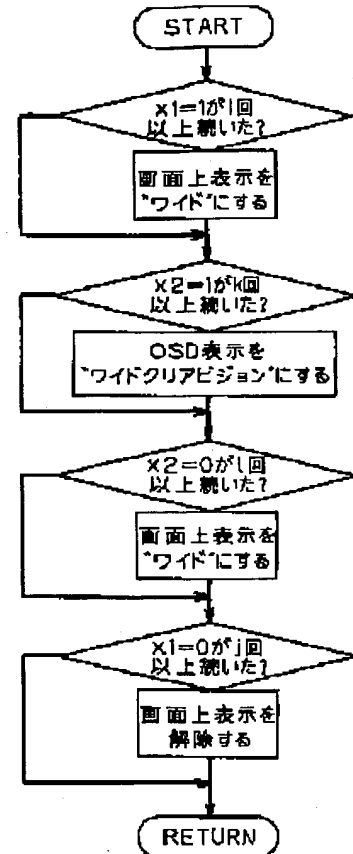 START
x1=1がi回
以上続いた?
画面上表示を
"ワイド"にする
x2=1がk回
以上続いた?
OSD表示を
"ワイドクリアビジョン"にする
x2=0がl回
以上続いた?
画面上表示を
"ワイド"にする
x1=0がj回
以上続いた?
画面上表示を
解除する
RETURN